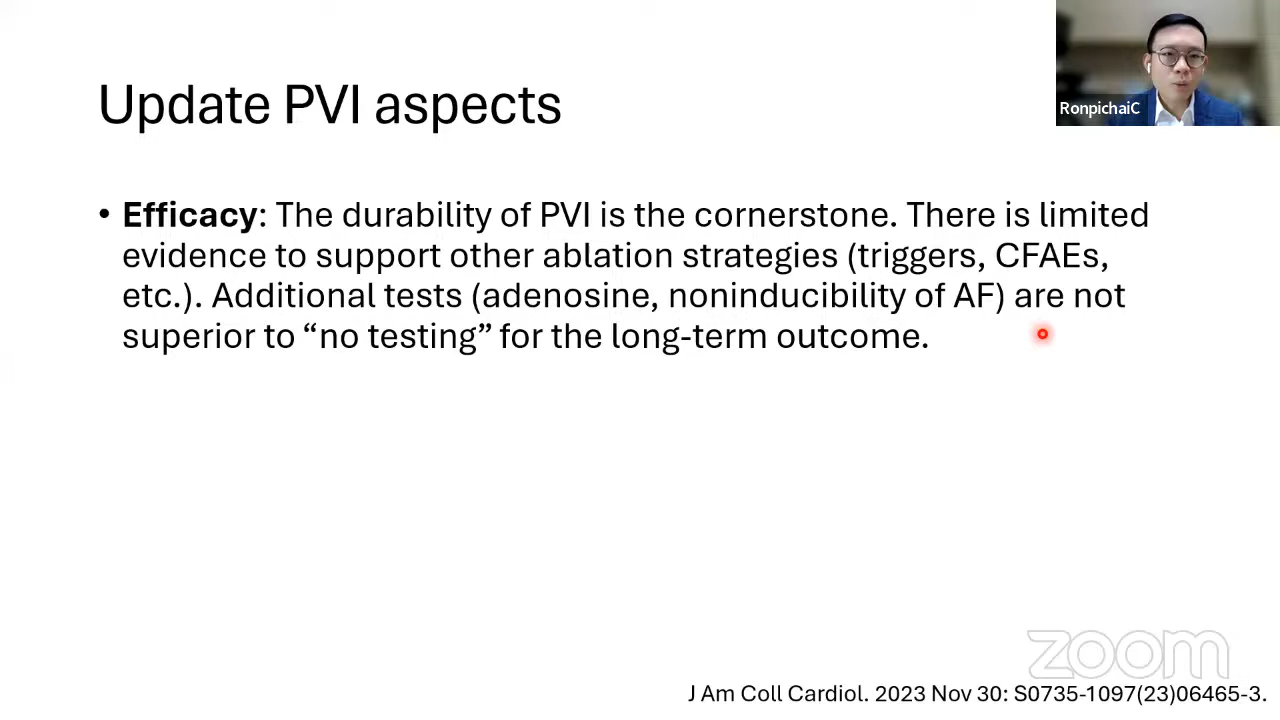 RonpichaiC
Update PVI aspects
• Efficacy: The durability of PVI is the cornerstone. There is limited
evidence to support other ablation strategies (triggers, CFAEs,
etc.). Additional tests (adenosine, noninducibility of AF) are not
superior to “no testing” for the long-term outcome.
zoom
J Am Coll Cardiol. 2023 Nov 30: S0735-1097(23)06465-3.